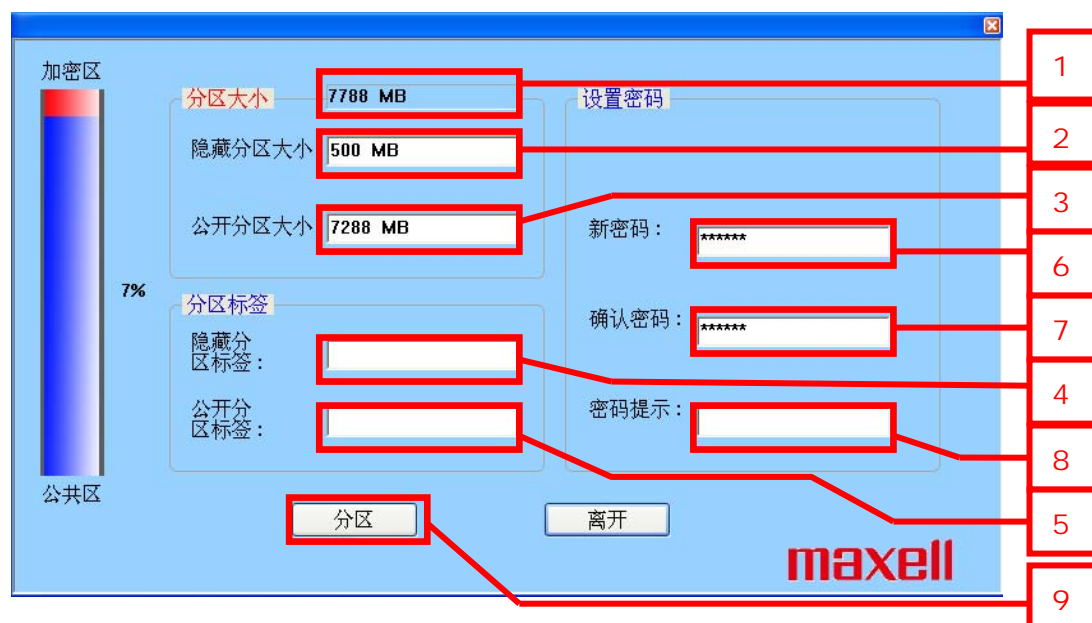 加密区
分区大小
7788 MB
设置密码
1
隐藏分区大小
500 MB
2
公开分区大小
7288 MB
3
新密码：
******
6
7%
分区标签
隐藏分
区标签：
确认密码：
******
7
4
公开分
区标签：
密码提示：
8
公共区
分区
离开
5
maxell
9